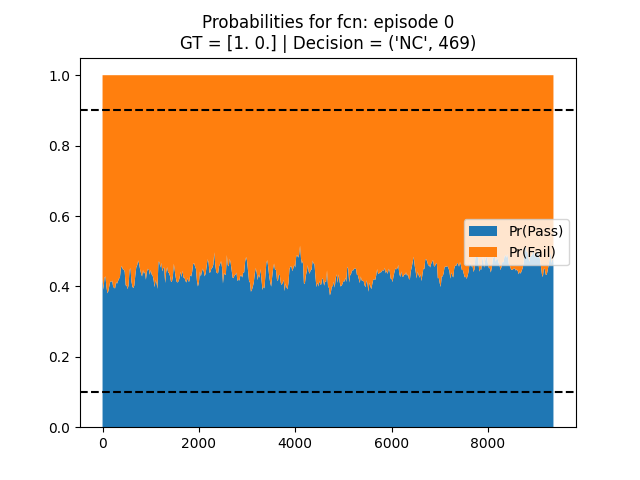 Probabilities for fcn: episode 0
GT = [1. 0.] | Decision = ('NC', 469)
1.0
0.8
0.6
0.4
0.2
0.0
Pr(Pass)
Pr(Fail)
0
2000
4000
6000
8000